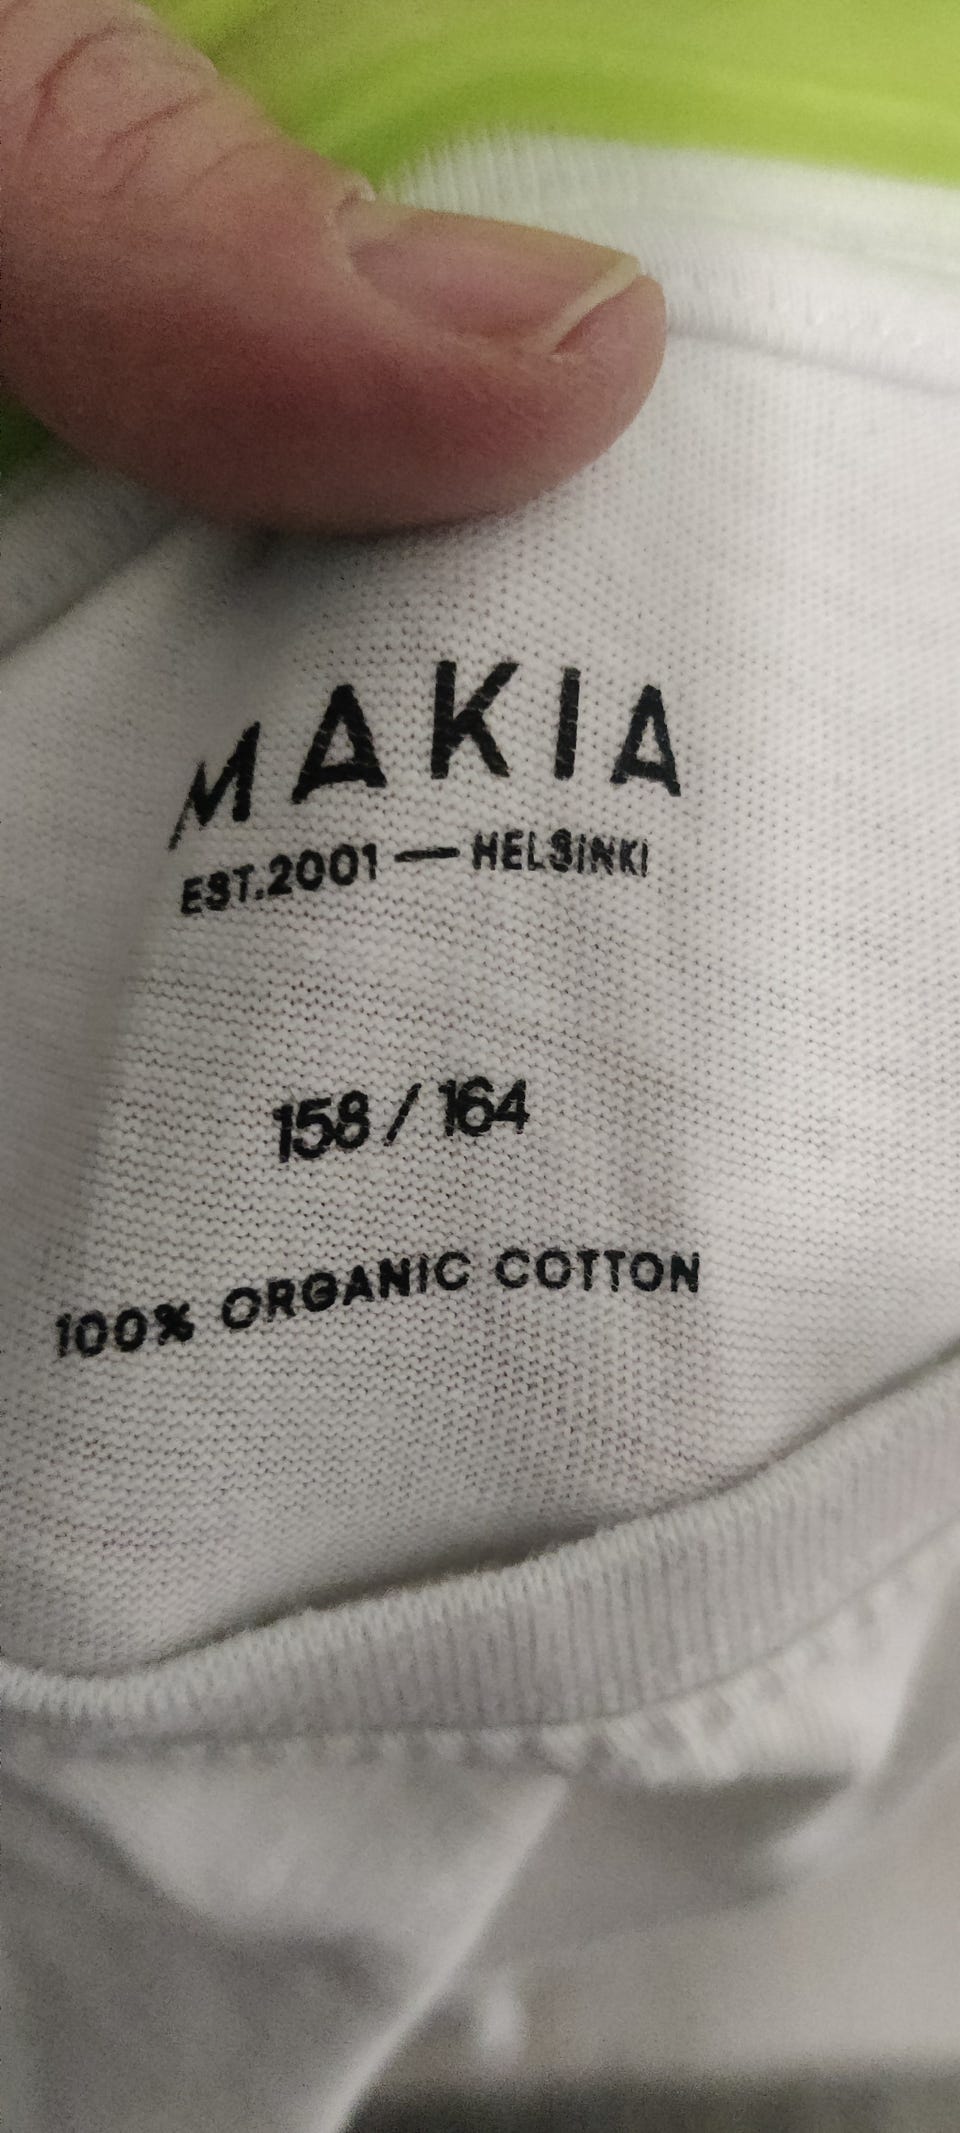 MAKIA
EST.2001 — HELSINKI
158 / 164
100% ORGANIC COTTON